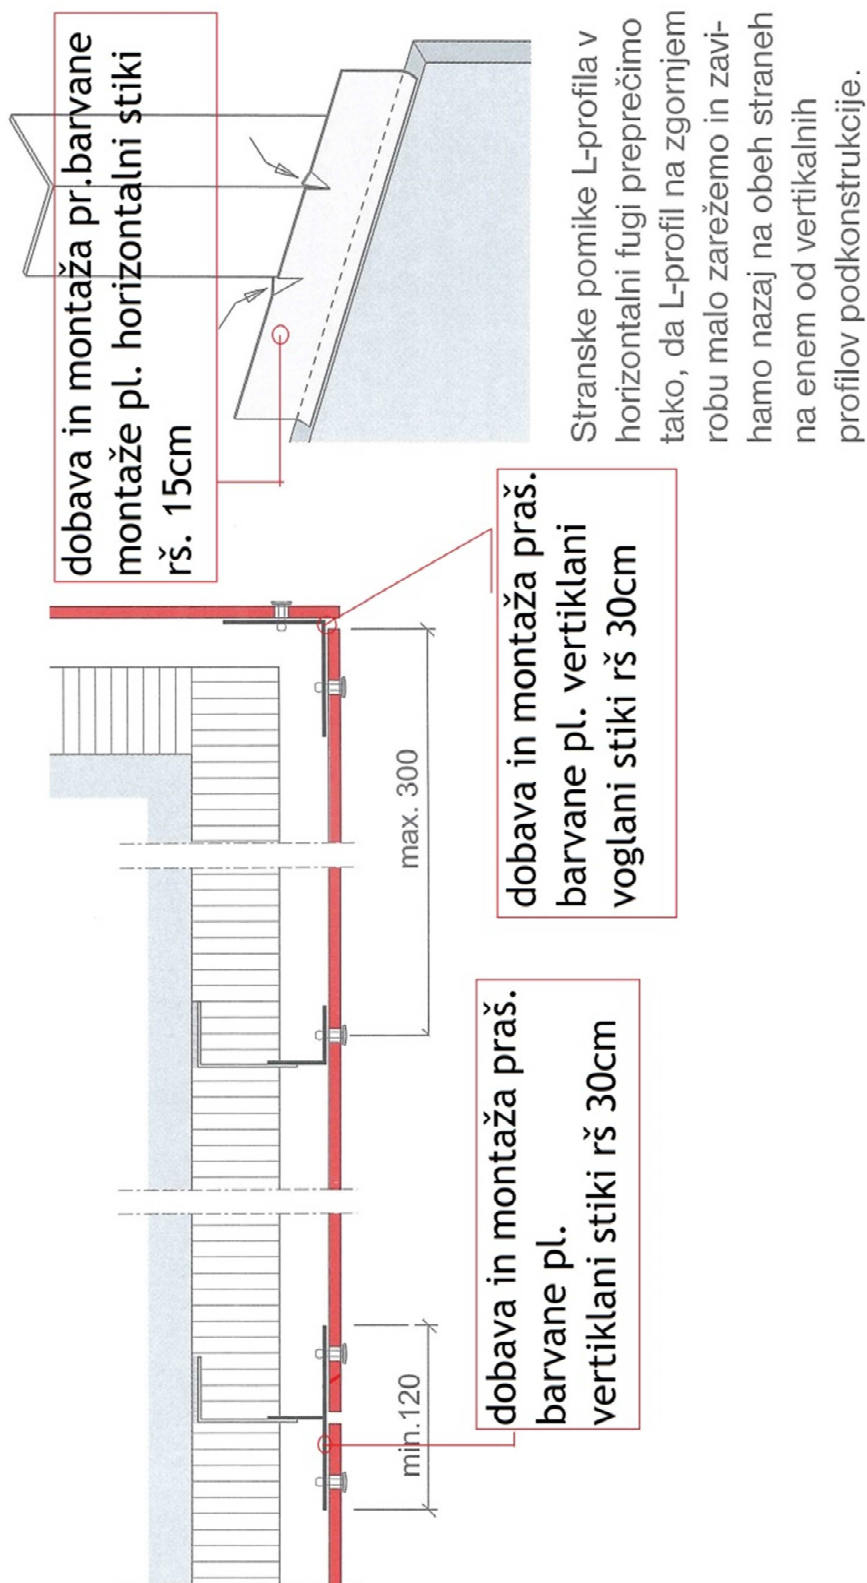 dobava in montaža pr.barvane
montaže pl. horizontalni stiki
rš. 15cm
Stranske pomike L-profila v
horizontalni fugi preprečimo
tako, da L-profil na zgornjem
robu malo zarežemo in zavi-
hamo nazaj na obeh straneh
na enem od vertikalnih
profilov podkonstrukcije.
max. 300
dobava in montaža praš.
barvane pl. vertiklani
voglani stiki rš 30cm
min.120
dobava in montaža praš.
barvane pl.
vertiklani stiki rš 30cm